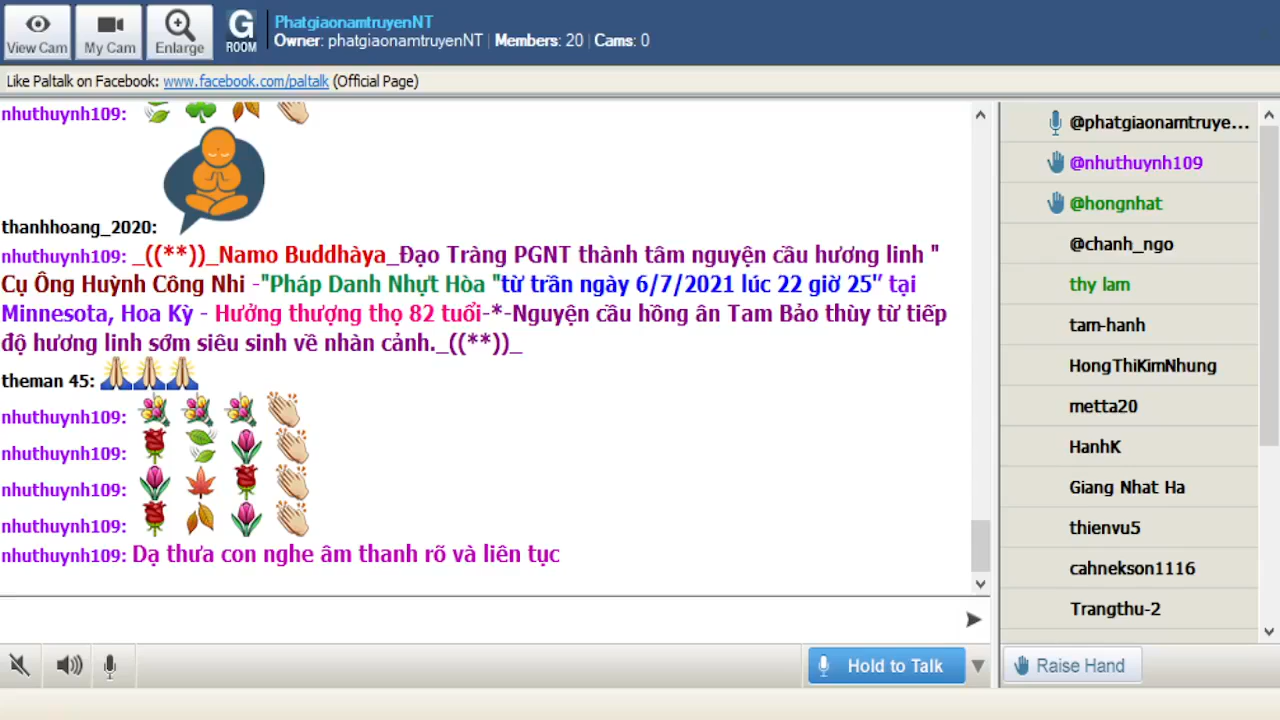 View Cam
My Cam
Enlarge
G
ROOM
PhatgiaonamtruyenNT
Owner: phatgiaonamtruyenNT | Members: 20 | Cams: 0
Like Paltalk on Facebook: www.facebook.com/paltalk (Official Page)
nhuthuynh109:
thanhhoang_2020:
nhuthuynh109: _((**))_Namo Buddhàya_Đạo Tràng PGNT thành tâm nguyện cầu hương linh "
Cụ Ông Huỳnh Công Nhi -"Pháp Danh Nhựt Hòa "từ trần ngày 6/7/2021 lúc 22 giờ 25″ tại
Minnesota, Hoa Kỳ - Hưởng thượng thọ 82 tuổi-*-Nguyện cầu hồng ân Tam Bảo thùy từ tiếp
độ hương linh sớm siêu sinh về nhàn cảnh._((**))_
theman 45:
nhuthuynh109:
nhuthuynh109:
nhuthuynh109:
nhuthuynh109:
nhuthuynh109: Dạ thưa con nghe âm thanh rõ và liên tục
Hold to Talk
@phatgiaonamtruye...
@nhuthuynh109
@hongnhat
@chanh_ngo
thy lam
tam-hanh
HongThiKimNhung
metta20
HanhK
Giang Nhat Ha
thienvu5
cahnekson1116
Trangthu-2
Raise Hand